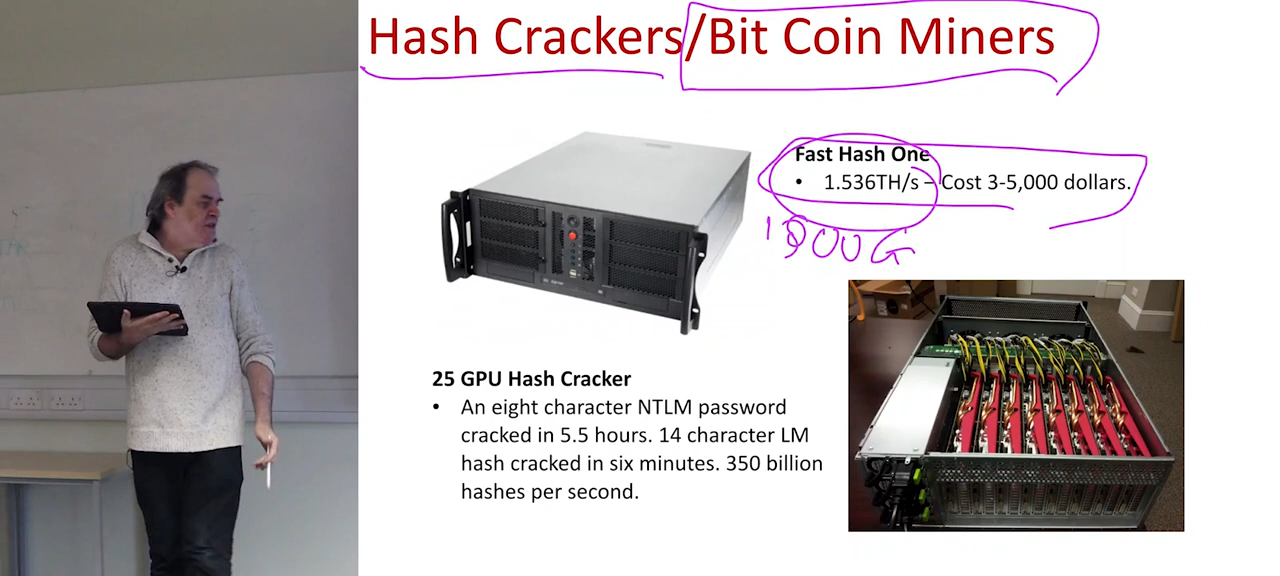 Hash Crackers/Bit Coin Miners
Fast Hash One
• 1.536TH/s – Cost 3-5,000 dollars.
25 GPU Hash Cracker
• An eight character NTLM password
cracked in 5.5 hours. 14 character LM
hash cracked in six minutes. 350 billion
hashes per second.